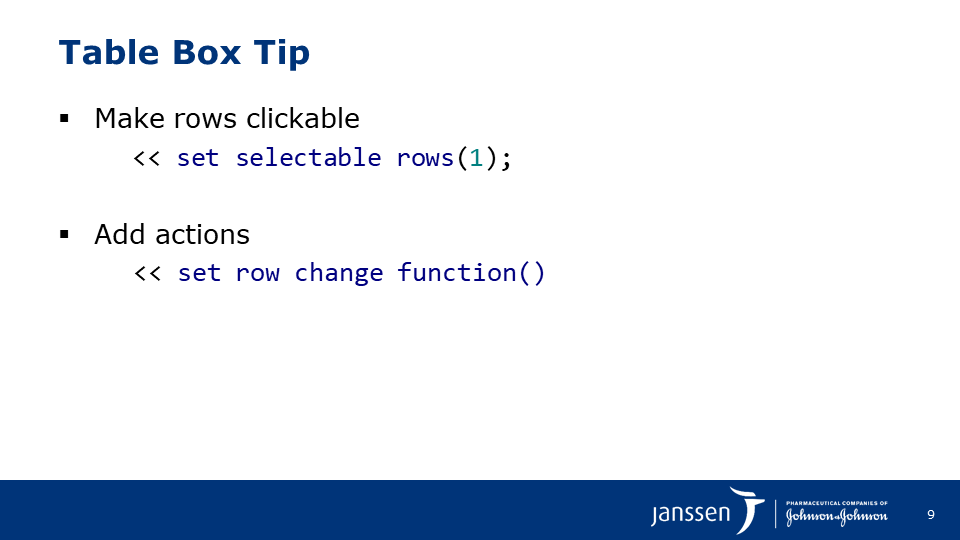 Table Box Tip
▪ Make rows clickable
<< set selectable rows(1);
▪ Add actions
<< set row change function()
janssen
PHARMACEUTICAL COMPANIES OF
Johnson & Johnson
9